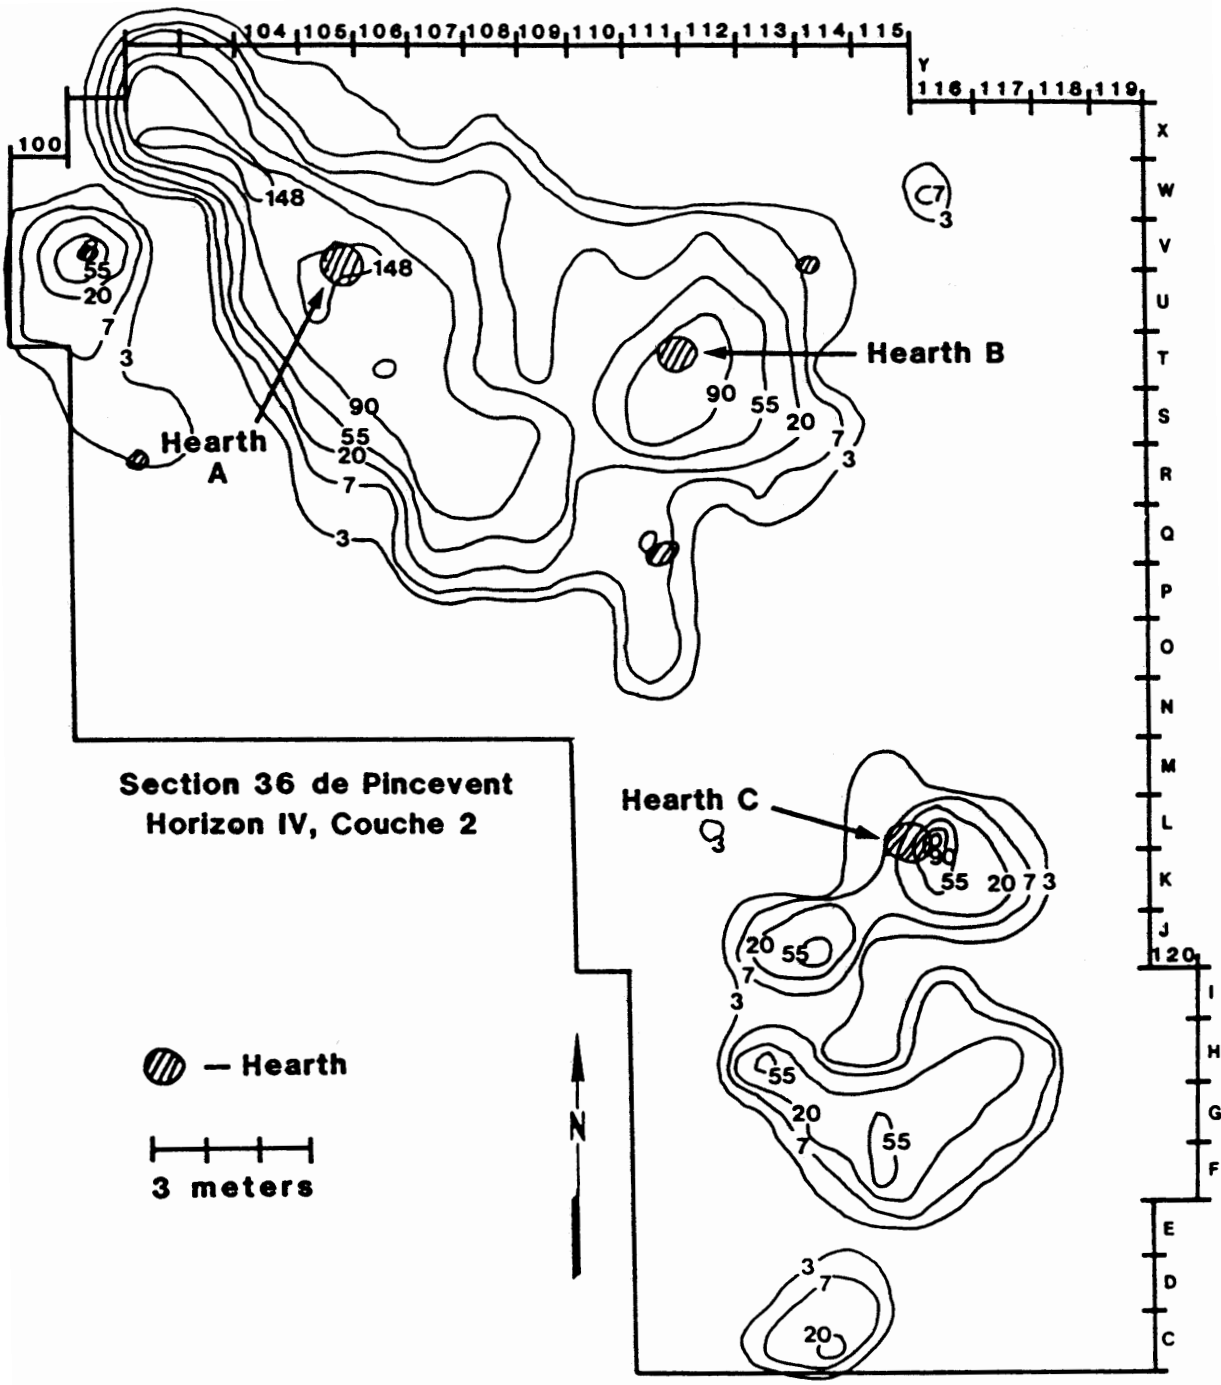 104 105 106 107 108 109 110 111 112 113 114 115
Y
116 117 118 119
100
X
W
V
U
T
S
R
Q
P
O
N
M
L
K
J
120
I
H
G
F
E
D
C
148
148
7
3
55
20
7
3
Hearth B
90
55
20
7
3
90
55
20
7
3
Hearth
A
Section 36 de Pincevent
Horizon IV, Couche 2
Hearth C
3
90
55
20
7
3
20
55
7
3
55
20
7
55
Hearth
N
3 meters
3
7
20